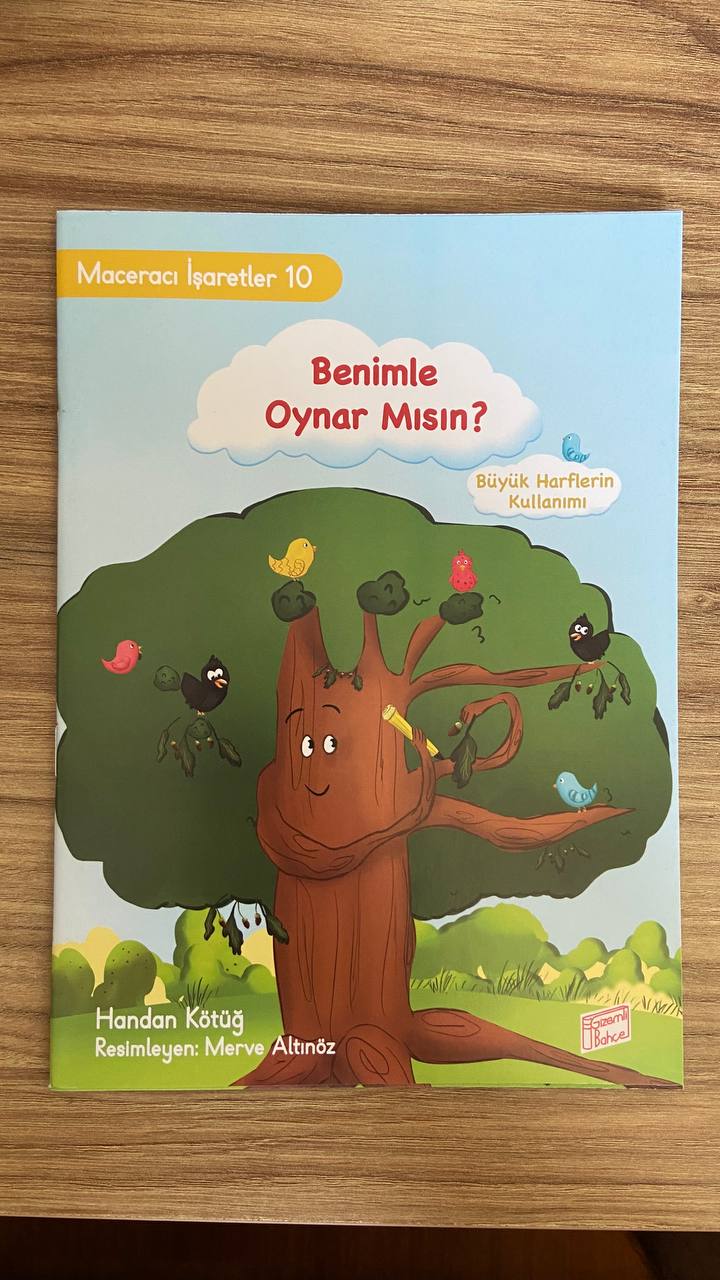 Maceracı İşaretler 10
Benimle
Oynar Mısın?
Büyük Harflerin
Kullanımı
Handan Kötüğ
Resimleyen: Merve Altınöz
Gizemli
Bahçe